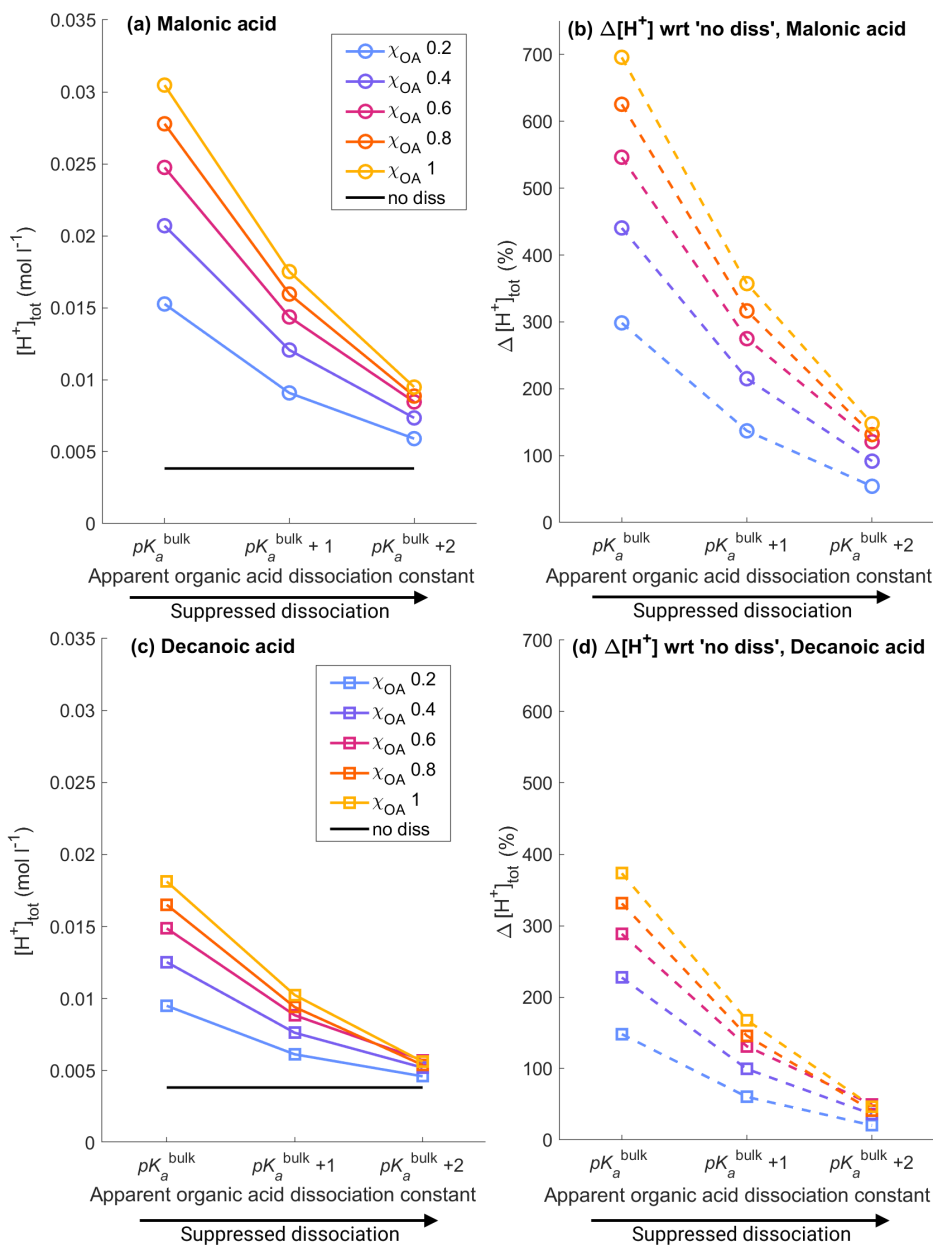 (a) Malonic acid
0.035
0.03
0.025
0.02
0.015
0.01
0.005
0
[H⁺]tot (mol l⁻¹)
χOA 0.2
χOA 0.4
χOA 0.6
χOA 0.8
χOA 1
no diss
pKa^bulk
pKa^bulk + 1
pKa^bulk +2
Apparent organic acid dissociation constant
Suppressed dissociation
(b) Δ[H⁺] wrt 'no diss', Malonic acid
700
600
500
400
300
200
100
0
Δ [H⁺]tot (%)
pKa^bulk
pKa^bulk +1
pKa^bulk +2
Apparent organic acid dissociation constant
Suppressed dissociation
(c) Decanoic acid
0.035
0.03
0.025
0.02
0.015
0.01
0.005
0
[H⁺]tot (mol l⁻¹)
χOA 0.2
χOA 0.4
χOA 0.6
χOA 0.8
χOA 1
no diss
pKa^bulk
pKa^bulk +1
pKa^bulk +2
Apparent organic acid dissociation constant
Suppressed dissociation
(d) Δ[H⁺] wrt 'no diss', Decanoic acid
700
600
500
400
300
200
100
0
Δ [H⁺]tot (%)
pKa^bulk
pKa^bulk +1
pKa^bulk +2
Apparent organic acid dissociation constant
Suppressed dissociation